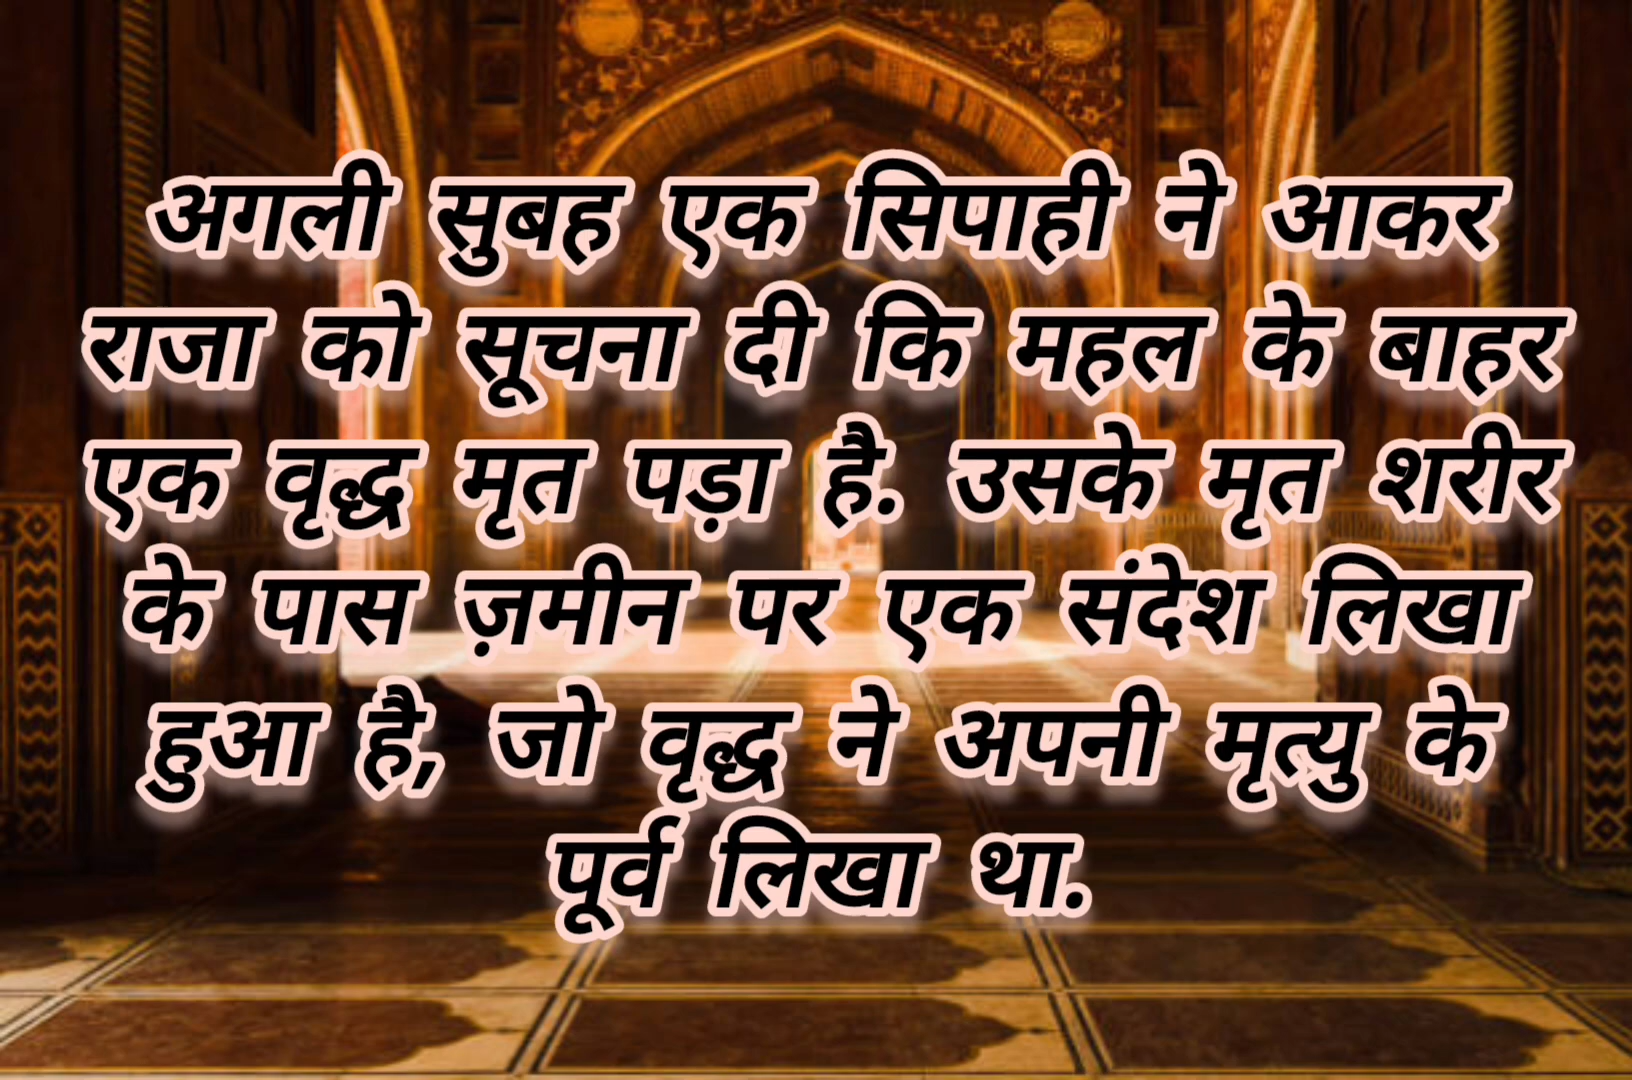 अगली सुबह एक सिपाही ने आकर
राजा को सूचना दी कि महल के बाहर
एक वृद्ध मृत पड़ा है. उसके मृत शरीर
के पास ज़मीन पर एक संदेश लिखा
हुआ है, जो वृद्ध ने अपनी मृत्यु के
पूर्व लिखा था.